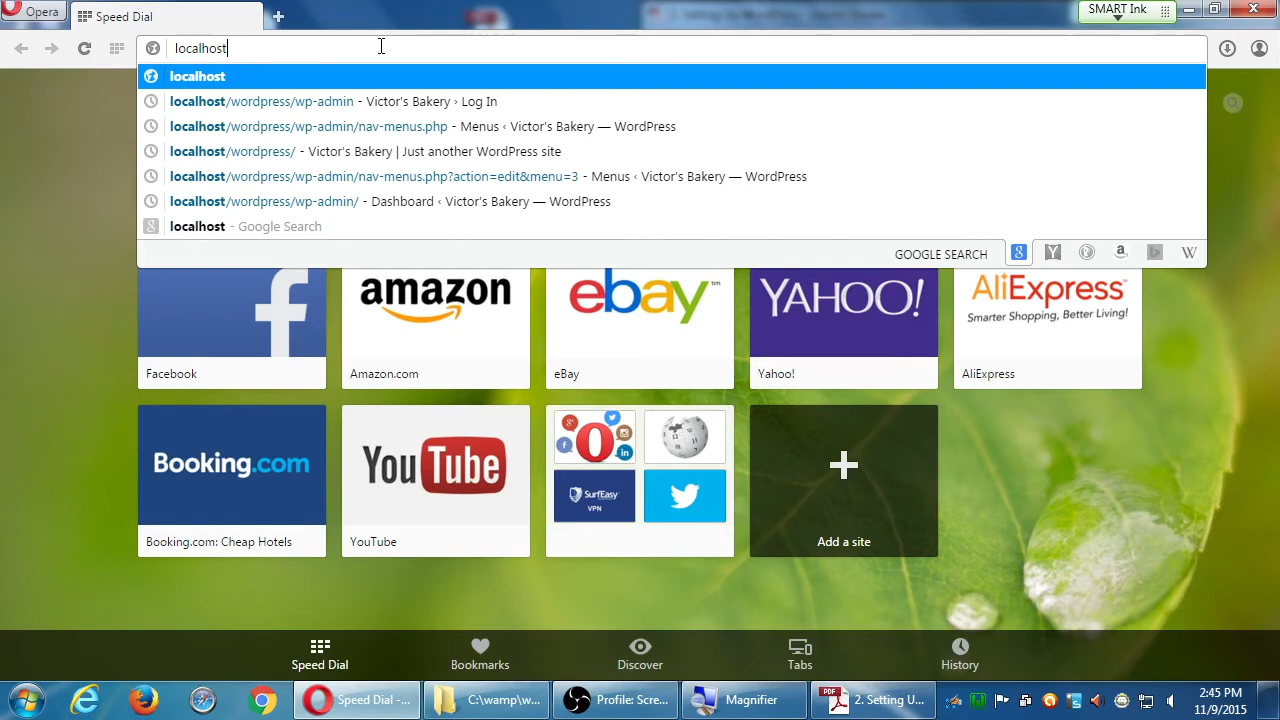 Opera
Speed Dial
SMART Ink
localhost
localhost
localhost/wordpress/wp-admin - Victor's Bakery › Log In
localhost/wordpress/wp-admin/nav-menus.php - Menus ‹ Victor's Bakery — WordPress
localhost/wordpress/ - Victor's Bakery | Just another WordPress site
localhost/wordpress/wp-admin/nav-menus.php?action=edit&menu=3 - Menus ‹ Victor's Bakery — WordPress
localhost/wordpress/wp-admin/ - Dashboard ‹ Victor's Bakery — WordPress
localhost - Google Search
GOOGLE SEARCH
amazon
ebay™
YAHOO!
AliExpress™
Smarter Shopping, Better Living!
Facebook
Amazon.com
eBay
Yahoo!
AliExpress
Booking.com
YouTube
SurfEasy
VPN
Booking.com: Cheap Hotels
YouTube
Add a site
Speed Dial
Bookmarks
Discover
Tabs
History
Speed Dial -...
C:\wamp\w...
Profile: Scre...
Magnifier
PDF
2. Setting U...
2:45 PM
11/9/2015